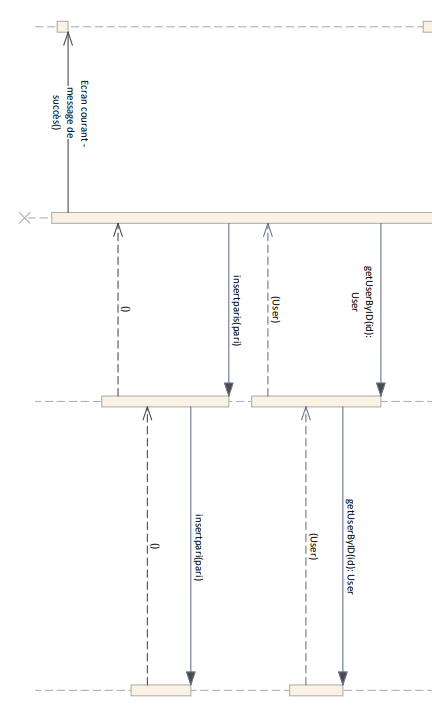 getUserByID(id):
User
getUserByID(id): User
(User)
(User)
insertparis(pari)
insertpari(pari)
()
()
Ecran courant -
message de
succès()